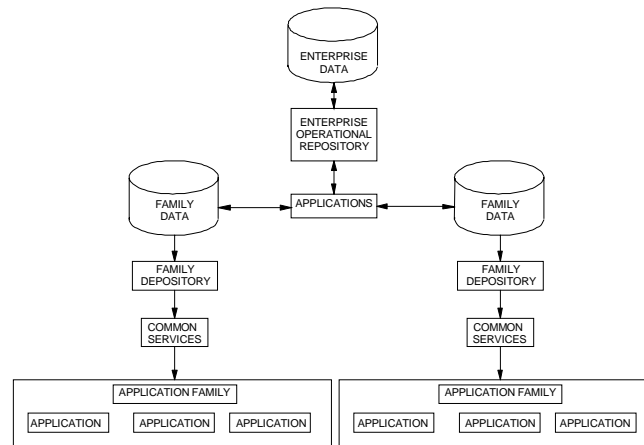 ENTERPRISE
DATA
ENTERPRISE
OPERATIONAL
REPOSITORY
APPLICATIONS
FAMILY
DATA
FAMILY
DATA
FAMILY
DEPOSITORY
FAMILY
DEPOSITORY
COMMON
SERVICES
COMMON
SERVICES
APPLICATION FAMILY
APPLICATION
APPLICATION
APPLICATION
APPLICATION FAMILY
APPLICATION
APPLICATION
APPLICATION